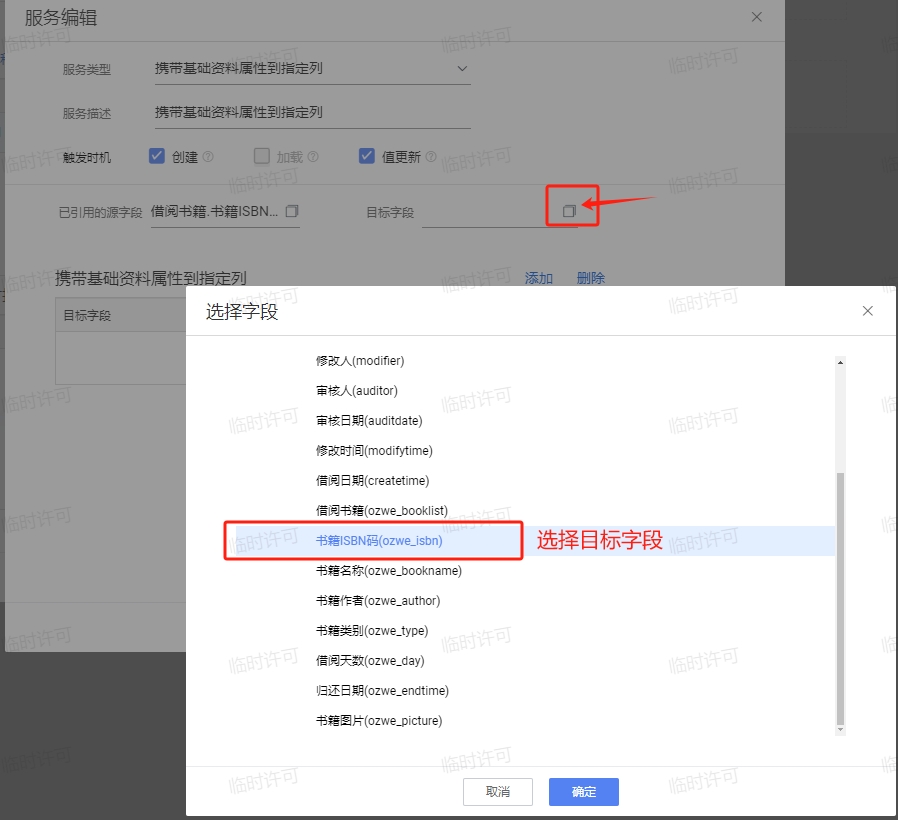 服务编辑
服务类型 携带基础资料属性到指定列
服务描述 携带基础资料属性到指定列
触发时机 创建 加载 值更新
已引用的源字段 借阅书籍.书籍ISBN... 目标字段
携带基础资料属性到指定列 添加 删除
目标字段
选择字段
修改人(modifier)
审核人(auditor)
审核日期(auditdate)
修改时间(modifytime)
借阅日期(createtime)
借阅书籍(ozwe_booklist)
书籍ISBN码(ozwe_isbn) 选择目标字段
书籍名称(ozwe_bookname)
书籍作者(ozwe_author)
书籍类别(ozwe_type)
借阅天数(ozwe_day)
归还日期(ozwe_endtime)
书籍图片(ozwe_picture)
取消 确定
临时许可